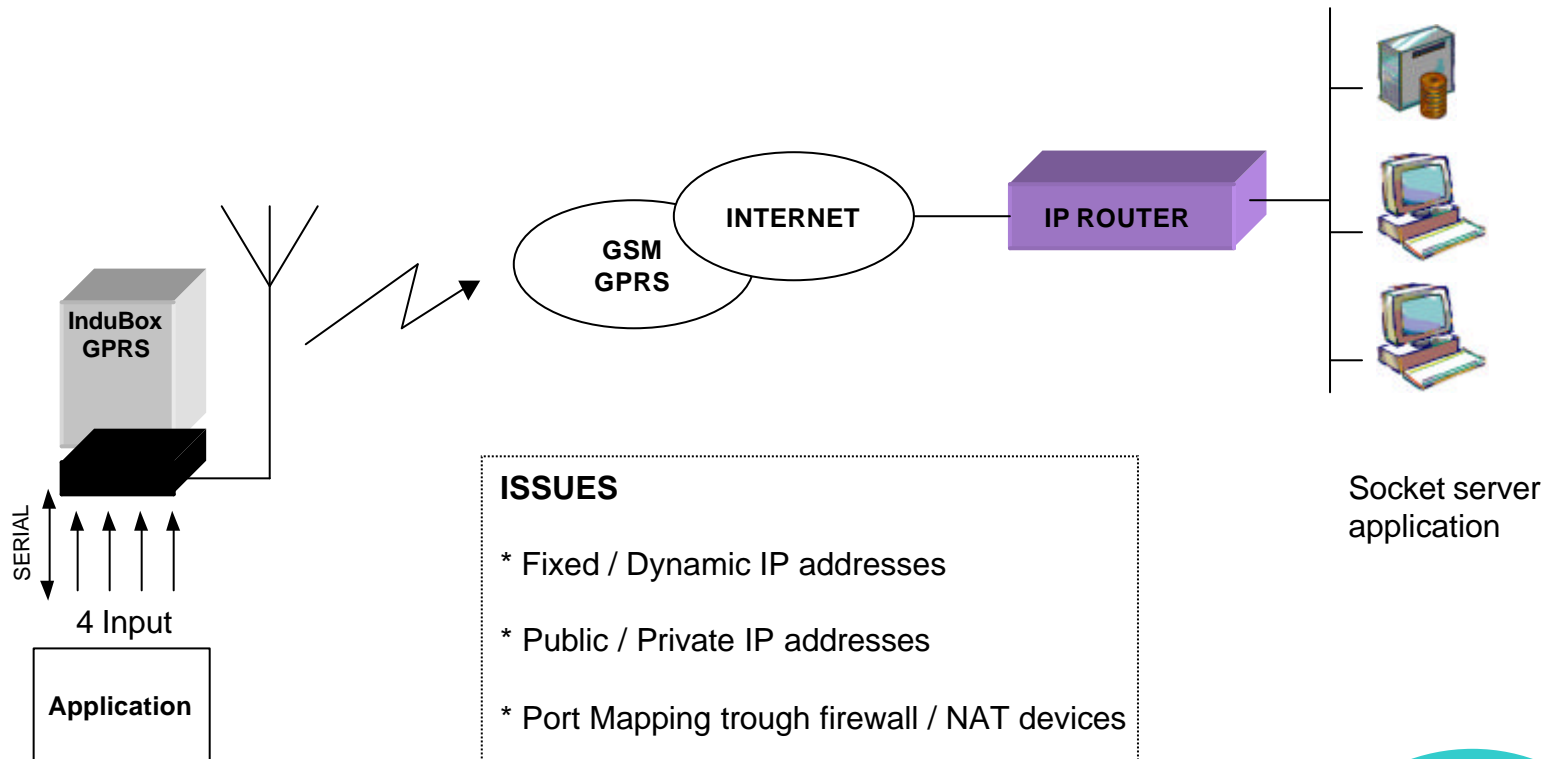 INTERNET
IP ROUTER
GSM
GPRS
InduBox
GPRS
SERIAL
4 Input
Application
ISSUES
* Fixed / Dynamic IP addresses
* Public / Private IP addresses
* Port Mapping trough firewall / NAT devices
Socket server
application